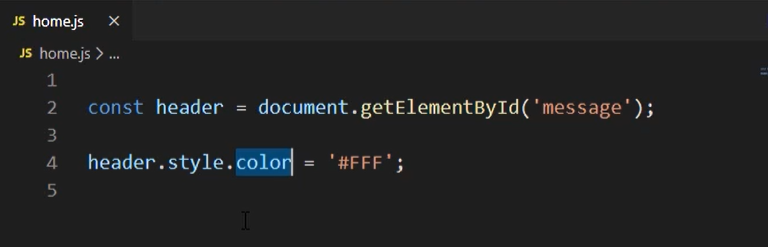 JS home.js ×
JS home.js > ...
1
2 const header = document.getElementById('message');
3
4 header.style.color = '#FFF';
5